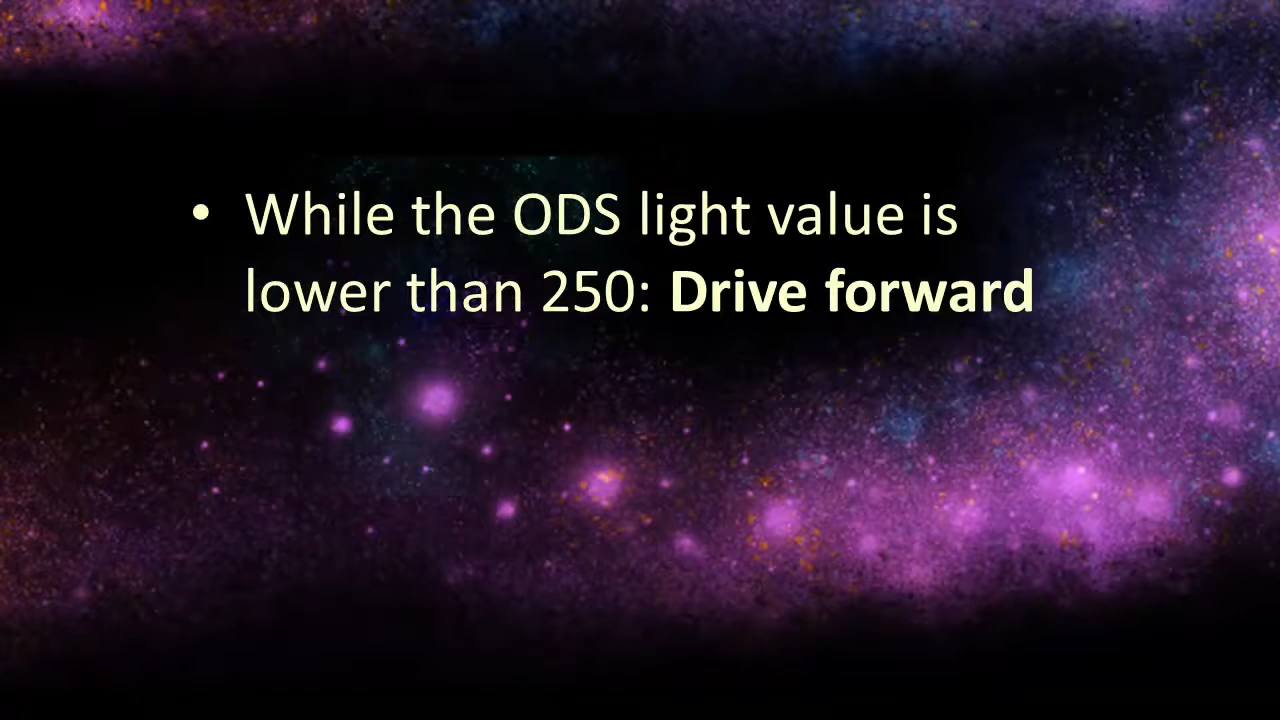 • While the ODS light value is
lower than 250: Drive forward